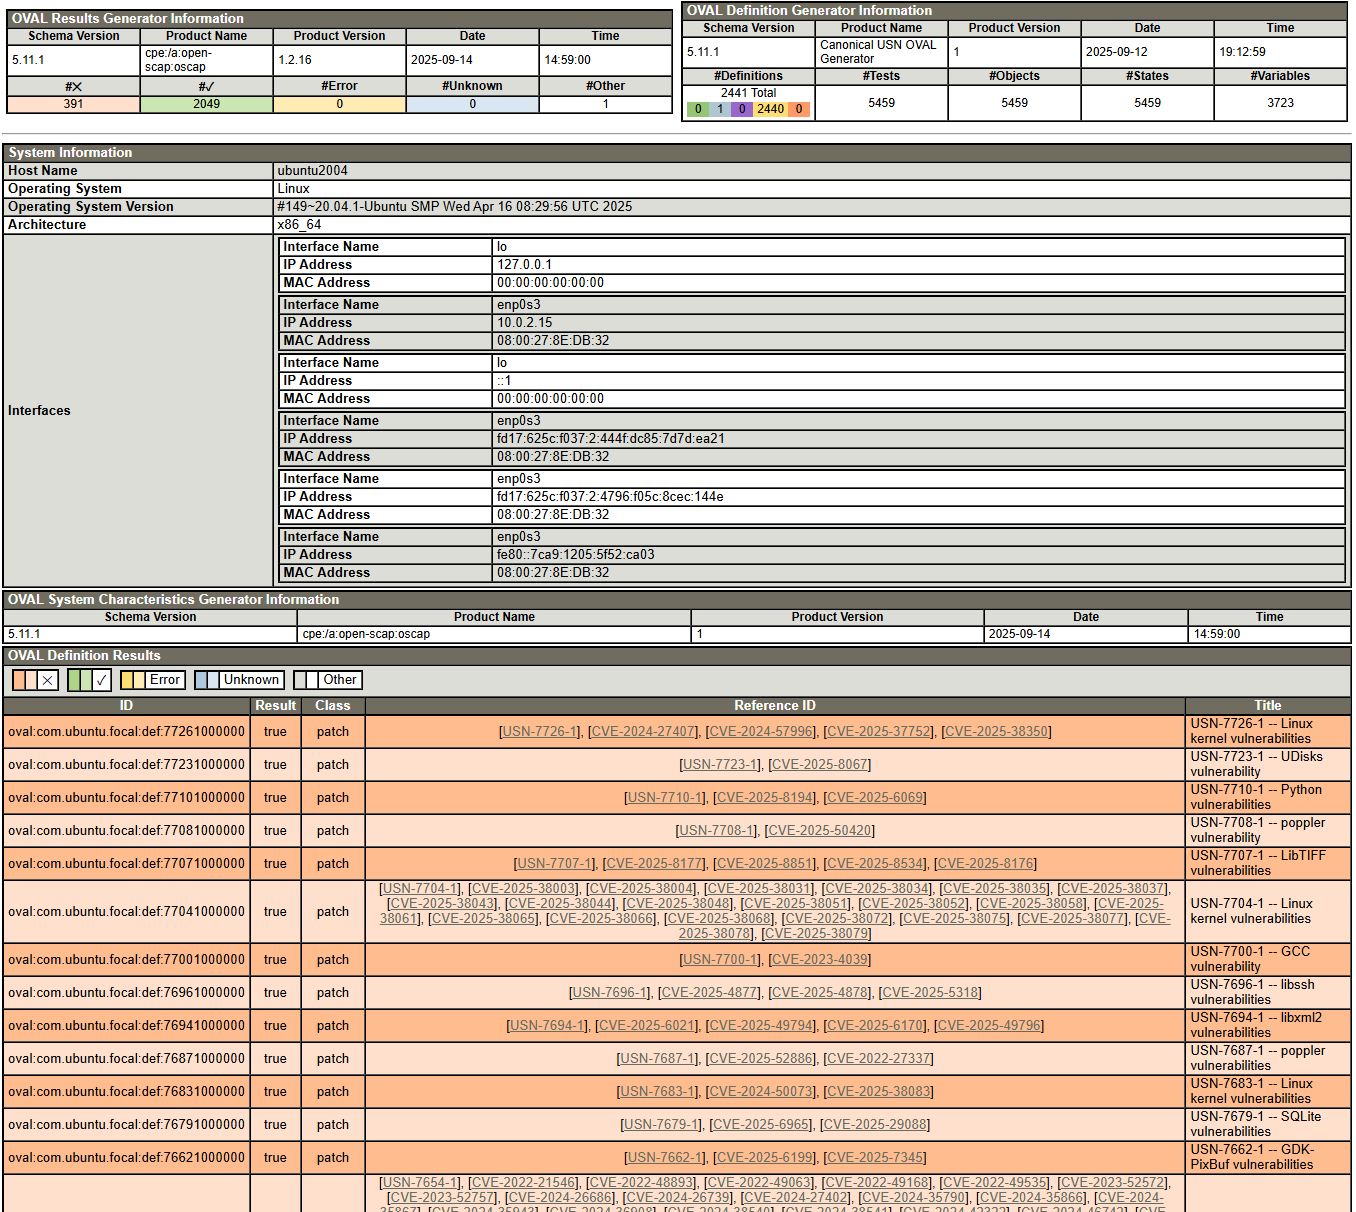 OVAL Results Generator Information
Schema Version Product Name Product Version Date Time
5.11.1 cpe:/a:open-scap:oscap 1.2.16 2025-09-14 14:59:00
#✕ #✓ #Error #Unknown #Other
391 2049 0 0 1
OVAL Definition Generator Information
Schema Version Product Name Product Version Date Time
5.11.1 Canonical USN OVAL Generator 1 2025-09-12 19:12:59
#Definitions #Tests #Objects #States #Variables
2441 Total
0 1 0 2440 0 5459 5459 5459 3723
System Information
Host Name ubuntu2004
Operating System Linux
Operating System Version #149~20.04.1-Ubuntu SMP Wed Apr 16 08:29:56 UTC 2025
Architecture x86_64
Interfaces
Interface Name lo
IP Address 127.0.0.1
MAC Address 00:00:00:00:00:00
Interface Name enp0s3
IP Address 10.0.2.15
MAC Address 08:00:27:8E:DB:32
Interface Name lo
IP Address ::1
MAC Address 00:00:00:00:00:00
Interface Name enp0s3
IP Address fd17:625c:f037:2:444f:dc85:7d7d:ea21
MAC Address 08:00:27:8E:DB:32
Interface Name enp0s3
IP Address fd17:625c:f037:2:4796:f05c:8cec:144e
MAC Address 08:00:27:8E:DB:32
Interface Name enp0s3
IP Address fe80::7ca9:1205:5f52:ca03
MAC Address 08:00:27:8E:DB:32
OVAL System Characteristics Generator Information
Schema Version Product Name Product Version Date Time
5.11.1 cpe:/a:open-scap:oscap 1 2025-09-14 14:59:00
OVAL Definition Results
✕ ✓ Error Unknown Other
ID Result Class Reference ID Title
oval:com.ubuntu.focal:def:77261000000 true patch [USN-7726-1], [CVE-2024-27407], [CVE-2024-57996], [CVE-2025-37752], [CVE-2025-38350] USN-7726-1 -- Linux kernel vulnerabilities
oval:com.ubuntu.focal:def:77231000000 true patch [USN-7723-1], [CVE-2025-8067] USN-7723-1 -- UDisks vulnerability
oval:com.ubuntu.focal:def:77101000000 true patch [USN-7710-1], [CVE-2025-8194], [CVE-2025-6069] USN-7710-1 -- Python vulnerabilities
oval:com.ubuntu.focal:def:77081000000 true patch [USN-7708-1], [CVE-2025-50420] USN-7708-1 -- poppler vulnerability
oval:com.ubuntu.focal:def:77071000000 true patch [USN-7707-1], [CVE-2025-8177], [CVE-2025-8851], [CVE-2025-8534], [CVE-2025-8176] USN-7707-1 -- LibTIFF vulnerabilities
oval:com.ubuntu.focal:def:77041000000 true patch
[USN-7704-1], [CVE-2025-38003], [CVE-2025-38004], [CVE-2025-38031], [CVE-2025-38034], [CVE-2025-38035], [CVE-2025-38037],
[CVE-2025-38043], [CVE-2025-38044], [CVE-2025-38048], [CVE-2025-38051], [CVE-2025-38052], [CVE-2025-38058], [CVE-2025-
38061], [CVE-2025-38065], [CVE-2025-38066], [CVE-2025-38068], [CVE-2025-38072], [CVE-2025-38075], [CVE-2025-38077], [CVE-
2025-38078], [CVE-2025-38079]
USN-7704-1 -- Linux kernel vulnerabilities
oval:com.ubuntu.focal:def:77001000000 true patch [USN-7700-1], [CVE-2023-4039] USN-7700-1 -- GCC vulnerability
oval:com.ubuntu.focal:def:76961000000 true patch [USN-7696-1], [CVE-2025-4877], [CVE-2025-4878], [CVE-2025-5318] USN-7696-1 -- libssh vulnerabilities
oval:com.ubuntu.focal:def:76941000000 true patch [USN-7694-1], [CVE-2025-6021], [CVE-2025-49794], [CVE-2025-6170], [CVE-2025-49796] USN-7694-1 -- libxml2 vulnerabilities
oval:com.ubuntu.focal:def:76871000000 true patch [USN-7687-1], [CVE-2025-52886], [CVE-2022-27337] USN-7687-1 -- poppler vulnerabilities
oval:com.ubuntu.focal:def:76831000000 true patch [USN-7683-1], [CVE-2024-50073], [CVE-2025-38083] USN-7683-1 -- Linux kernel vulnerabilities
oval:com.ubuntu.focal:def:76791000000 true patch [USN-7679-1], [CVE-2025-6965], [CVE-2025-29088] USN-7679-1 -- SQLite vulnerabilities
oval:com.ubuntu.focal:def:76621000000 true patch [USN-7662-1], [CVE-2025-6199], [CVE-2025-7345] USN-7662-1 -- GDK-PixBuf vulnerabilities
[USN-7654-1], [CVE-2022-21546], [CVE-2022-48893], [CVE-2022-49063], [CVE-2022-49168], [CVE-2022-49535], [CVE-2023-52572],
[CVE-2023-52757], [CVE-2024-26686], [CVE-2024-26739], [CVE-2024-27402], [CVE-2024-35790], [CVE-2024-35866], [CVE-2024-